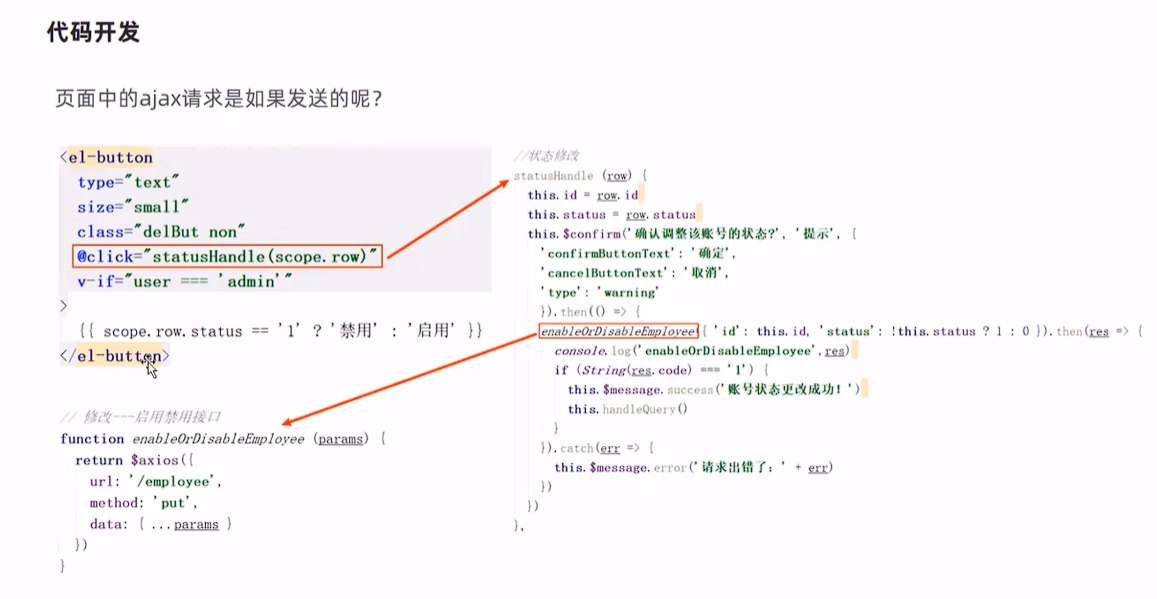 代码开发
页面中的ajax请求是如果发送的呢?
<el-button
type="text"
size="small"
class="delBut non"
@click="statusHandle(scope.row)"
v-if="user === 'admin'"
>
{{ scope.row.status == '1' ? '禁用' : '启用' }}
</el-button>
// 修改---启用禁用接口
function enableOrDisableEmployee (params) {
return $axios({
url: '/employee',
method: 'put',
data: { ...params }
})
}
//状态修改
statusHandle (row) {
this.id = row.id
this.status = row.status
this.$confirm('确认调整该账号的状态?', '提示', {
'confirmButtonText': '确定',
'cancelButtonText': '取消',
'type': 'warning'
}).then(() => {
enableOrDisableEmployee({ 'id': this.id, 'status': !this.status ? 1 : 0 }).then(res => {
console.log('enableOrDisableEmployee',res)
if (String(res.code) === '1') {
this.$message.success('账号状态更改成功!')
this.handleQuery()
}
}).catch(err => {
this.$message.error('请求出错了:' + err)
})
})
},